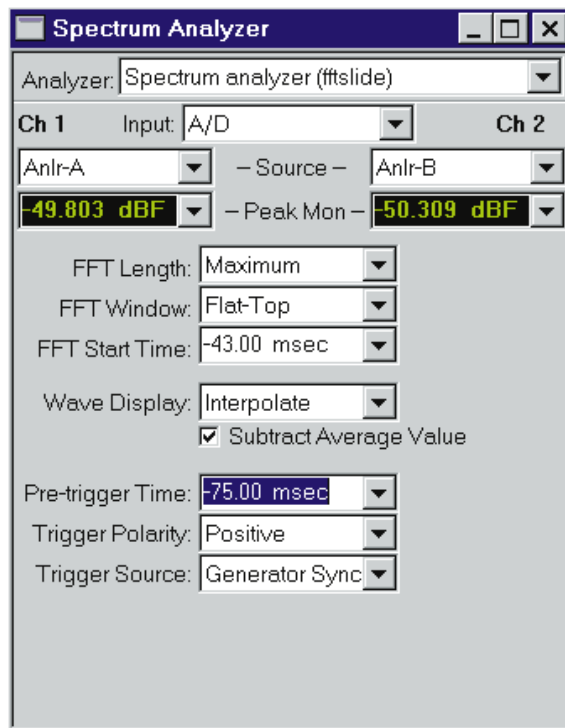 Spectrum Analyzer
Analyzer: Spectrum analyzer (fftslide)
Ch 1 Input: A/D Ch 2
Anlr-A – Source – Anlr-B
-49.803 dBF – Peak Mon – -50.309 dBF
FFT Length: Maximum
FFT Window: Flat-Top
FFT Start Time: -43.00 msec
Wave Display: Interpolate
Subtract Average Value
Pre-trigger Time: -75.00 msec
Trigger Polarity: Positive
Trigger Source: Generator Sync